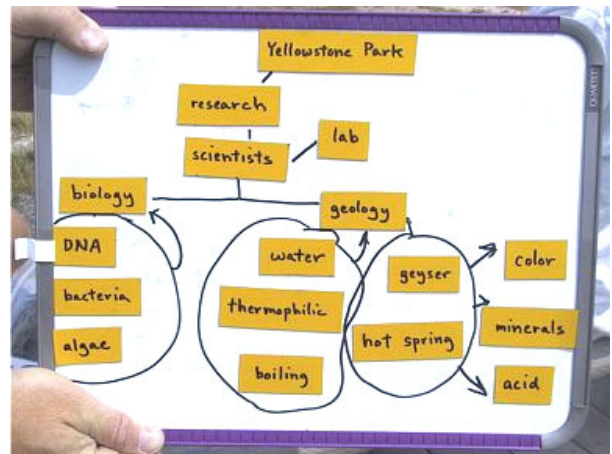 Yellowstone Park
research
lab
scientists
biology
geology
DNA
water
color
geyser
bacteria
thermophilic
minerals
hot spring
algae
boiling
acid
QUARTET